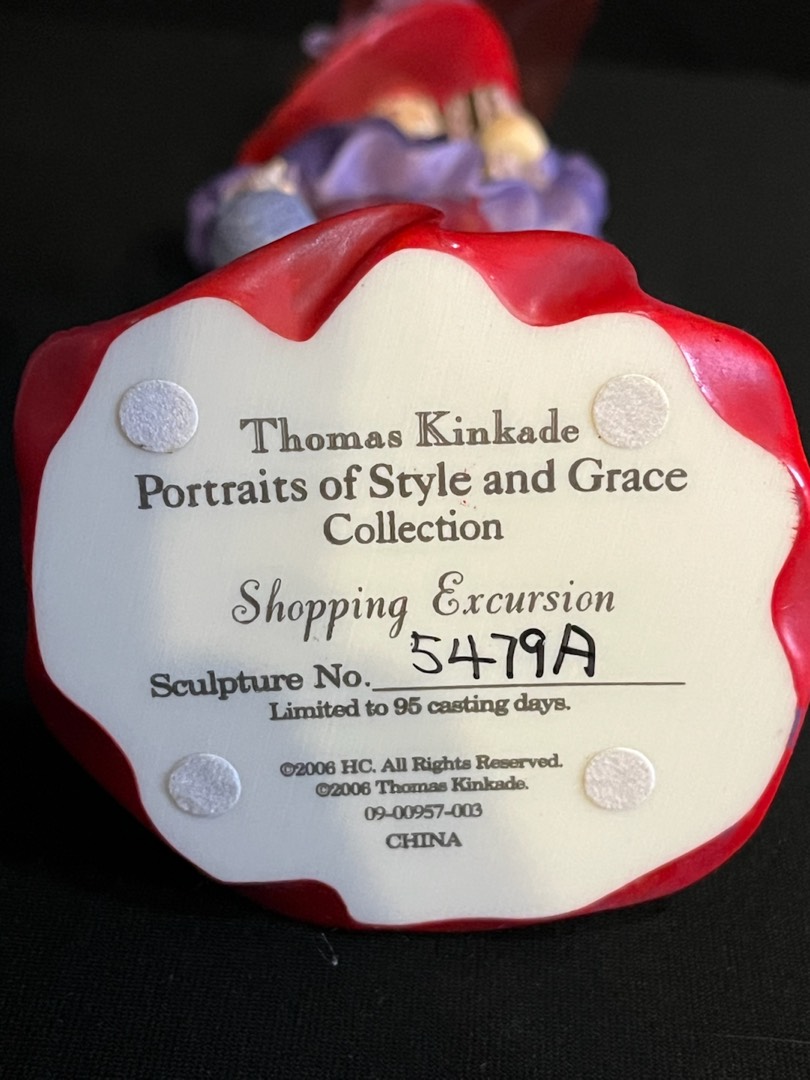 Thomas Kinkade
Portraits of Style and Grace
Collection
Shopping Excursion
Sculpture No. 5479A
Limited to 95 casting days.
©2006 HC. All Rights Reserved.
©2006 Thomas Kinkade.
09-00957-003
CHINA